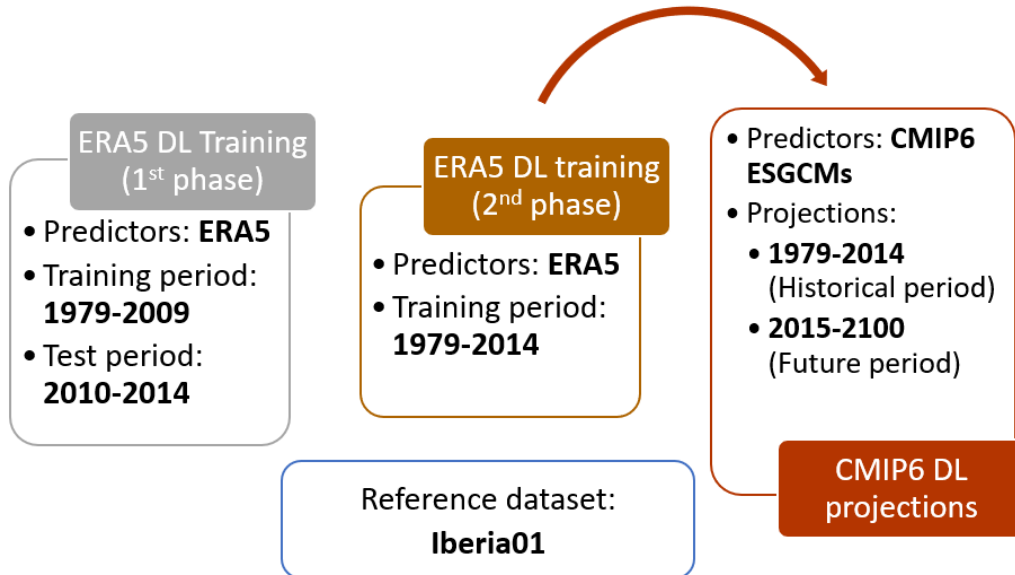 ERA5 DL Training
(1st phase)
• Predictors: ERA5
• Training period:
1979-2009
• Test period:
2010-2014
ERA5 DL training
(2nd phase)
• Predictors: ERA5
• Training period:
1979-2014
• Predictors: CMIP6
ESGCMs
• Projections:
• 1979-2014
(Historical period)
• 2015-2100
(Future period)
CMIP6 DL
projections
Reference dataset:
Iberia01